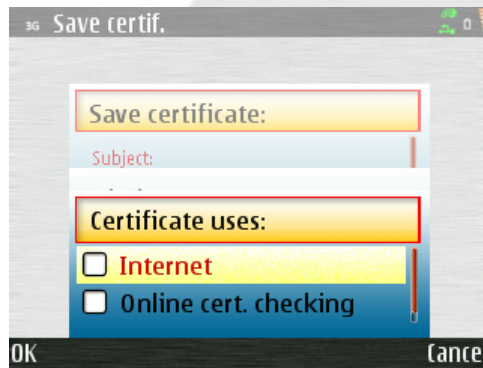 3G Save certif.
Save certificate:
Subject:
Certificate uses:
Internet
Online cert. checking
OK Cance